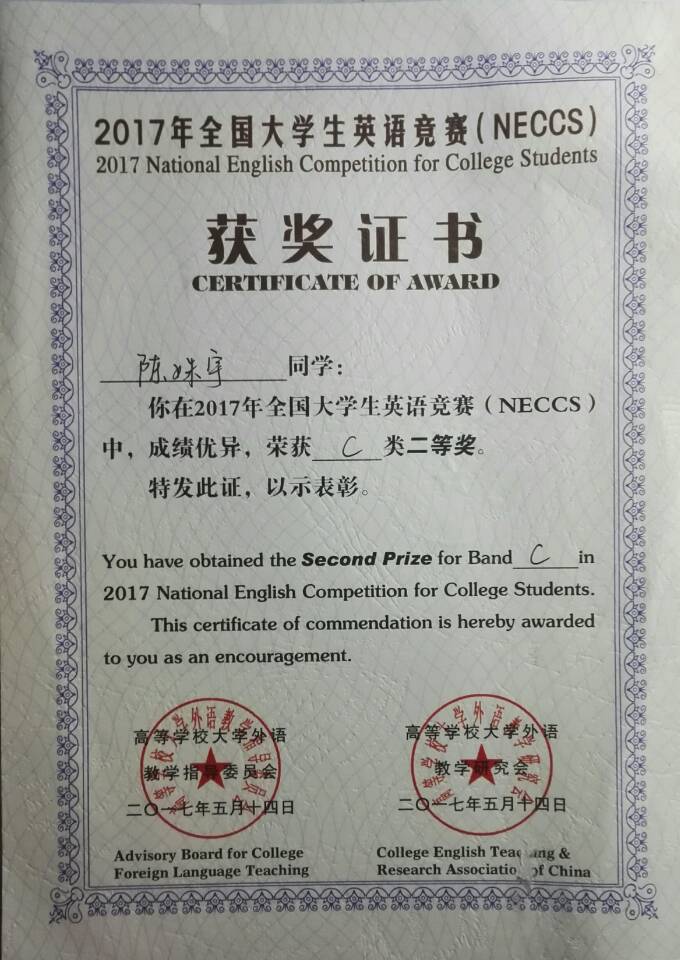 2017年全国大学生英语竞赛(NECCS)
2017 National English Competition for College Students
获奖证书
CERTIFICATE OF AWARD
陈姝宇同学：
你在2017年全国大学生英语竞赛（NECCS）
中，成绩优异，荣获 C 类二等奖。
特发此证，以示表彰。
You have obtained the Second Prize for Band C in
2017 National English Competition for College Students.
This certificate of commendation is hereby awarded
to you as an encouragement.
高等学校大学外语
教学指导委员会
二〇一七年五月十四日
Advisory Board for College
Foreign Language Teaching
高等学校大学外语
教学研究会
二〇一七年五月十四日
College English Teaching &
Research Association of China